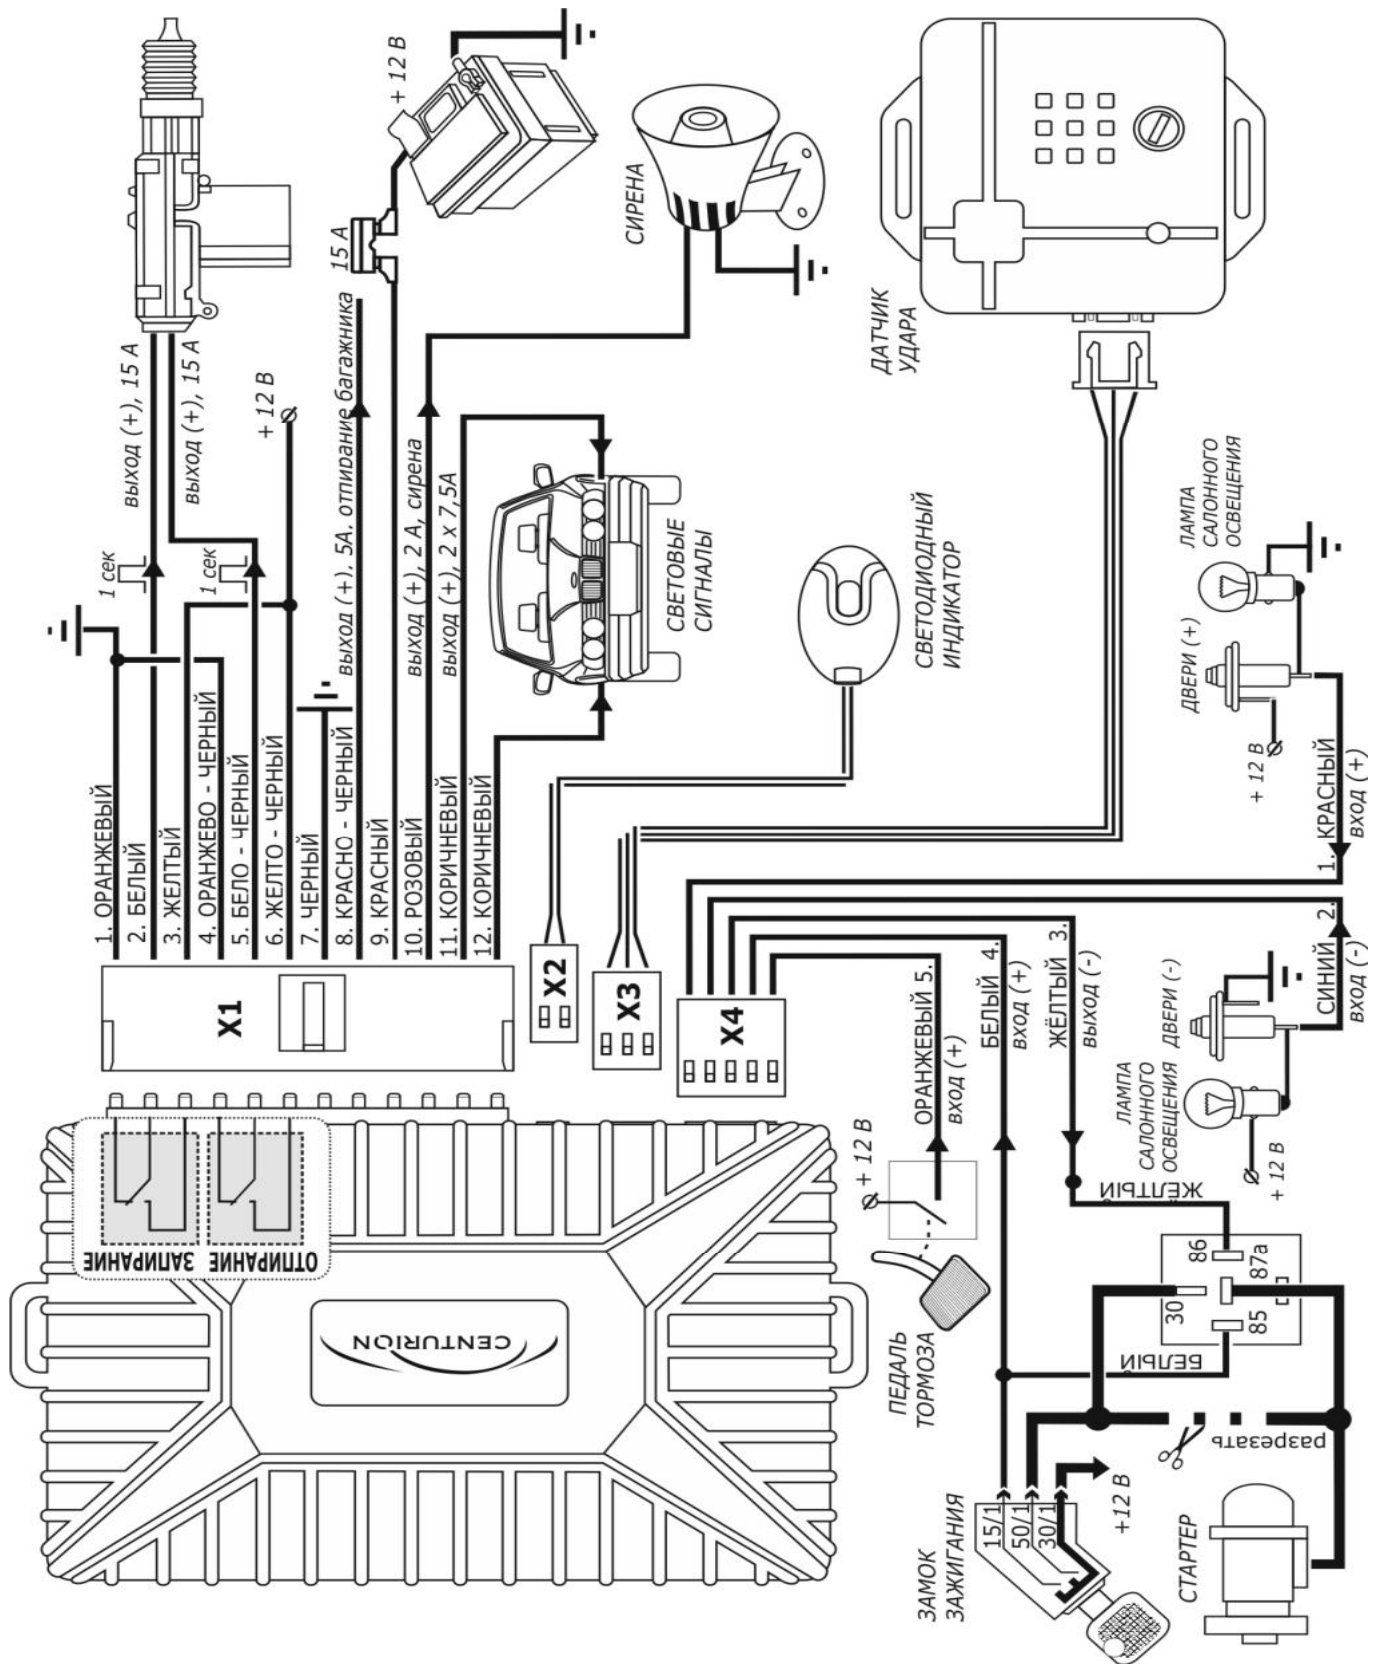 ЗАПИРАНИЕ
ОТПИРАНИЕ
CENTURION
X1
1. ОРАНЖЕВЫЙ
2. БЕЛЫЙ
3. ЖЕЛТЫЙ
4. ОРАНЖЕВО - ЧЕРНЫЙ
5. БЕЛО - ЧЕРНЫЙ
6. ЖЕЛТО - ЧЕРНЫЙ
7. ЧЕРНЫЙ
8. КРАСНО - ЧЕРНЫЙ
9. КРАСНЫЙ
10. РОЗОВЫЙ
11. КОРИЧНЕВЫЙ
12. КОРИЧНЕВЫЙ
1 сек
1 сек
выход (+), 15 А
выход (+), 15 А
+ 12 В
выход (+), 5А, отпирание багажника
выход (+), 2 А, сирена
выход (+), 2 x 7,5А
15 А
+ 12 В
СИРЕНА
СВЕТОВЫЕ
СИГНАЛЫ
ДАТЧИК
УДАРА
СВЕТОДИОДНЫЙ
ИНДИКАТОР
X2
X3
X4
ОРАНЖЕВЫЙ 5.
вход (+)
БЕЛЫЙ 4.
вход (+)
ЖЁЛТЫЙ 3.
выход (-)
СИНИЙ 2.
вход (-)
1. КРАСНЫЙ
вход (+)
ЛАМПА
САЛОННОГО
ОСВЕЩЕНИЯ
ДВЕРИ (+)
+ 12 В
ДВЕРИ (-)
ЛАМПА
САЛОННОГО
ОСВЕЩЕНИЯ
+ 12 В
+ 12 В
ПЕДАЛЬ
ТОРМОЗА
ЖЕЛТЫЙ
БЕЛЫЙ
86
87a
30
85
разрезать
ЗАМОК
ЗАЖИГАНИЯ
15/1
50/1
30/1
+12 В
СТАРТЕР